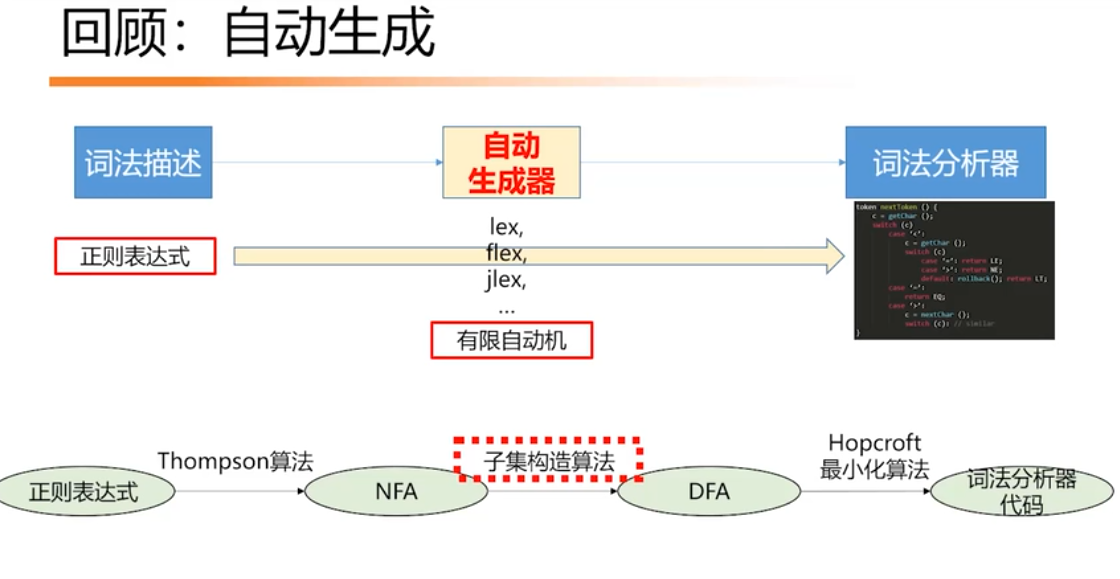 回顾：自动生成
词法描述
自动
生成器
词法分析器
正则表达式
lex,
flex,
jlex,
...
有限自动机
token nextToken () {
c = getChar ();
switch (c)
case '<':
c = getChar ();
switch (c)
case '=': return LE;
case '>': return NE;
default: rollback(); return LT;
case '=':
return EQ;
case '>':
c = nextChar ();
switch (c): // similar
}
Thompson算法
子集构造算法
Hopcroft
最小化算法
正则表达式
NFA
DFA
词法分析器
代码